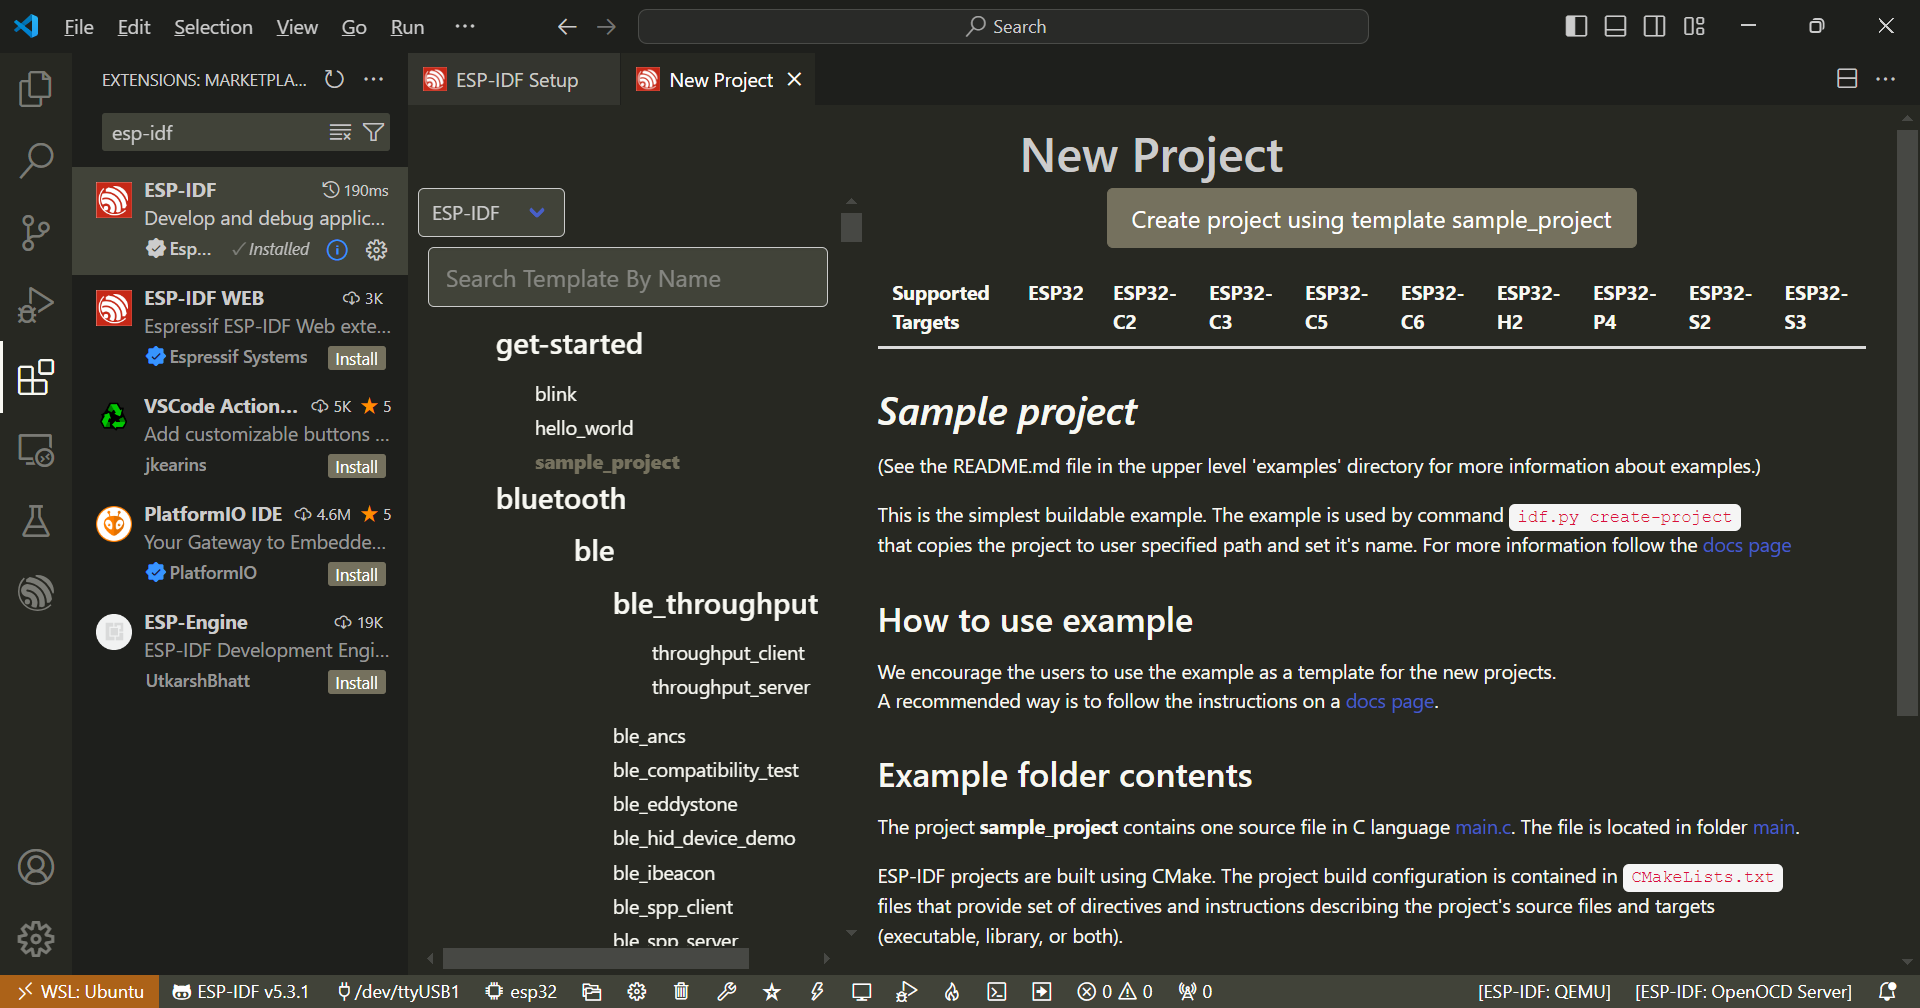 File Edit Selection View Go Run ...
Search
EXTENSIONS: MARKETPLA...
esp-idf
ESP-IDF
190ms
Develop and debug applic...
Esp...
Installed
ESP-IDF WEB
3K
Espressif ESP-IDF Web exte...
Espressif Systems
Install
VSCode Action...
5K
5
Add customizable buttons ...
jkearins
Install
PlatformIO IDE
4.6M
5
Your Gateway to Embedde...
PlatformIO
Install
ESP-Engine
19K
ESP-IDF Development Engi...
UtkarshBhatt
Install
ESP-IDF Setup
New Project
New Project
ESP-IDF
Search Template By Name
get-started
blink
hello_world
sample_project
bluetooth
ble
ble_throughput
throughput_client
throughput_server
ble_ancs
ble_compatibility_test
ble_eddystone
ble_hid_device_demo
ble_ibeacon
ble_spp_client
ble_spp_server
Create project using template sample_project
Supported Targets ESP32 ESP32-C2 ESP32-C3 ESP32-C5 ESP32-C6 ESP32-H2 ESP32-P4 ESP32-S2 ESP32-S3
Sample project
(See the README.md file in the upper level 'examples' directory for more information about examples.)
This is the simplest buildable example. The example is used by command idf.py create-project
that copies the project to user specified path and set it's name. For more information follow the docs page
How to use example
We encourage the users to use the example as a template for the new projects.
A recommended way is to follow the instructions on a docs page.
Example folder contents
The project sample_project contains one source file in C language main.c. The file is located in folder main.
ESP-IDF projects are built using CMake. The project build configuration is contained in CMakeLists.txt
files that provide set of directives and instructions describing the project's source files and targets
(executable, library, or both).
WSL: Ubuntu ESP-IDF v5.3.1 /dev/ttyUSB1 esp32 0 0 0 [ESP-IDF: QEMU] [ESP-IDF: OpenOCD Server]